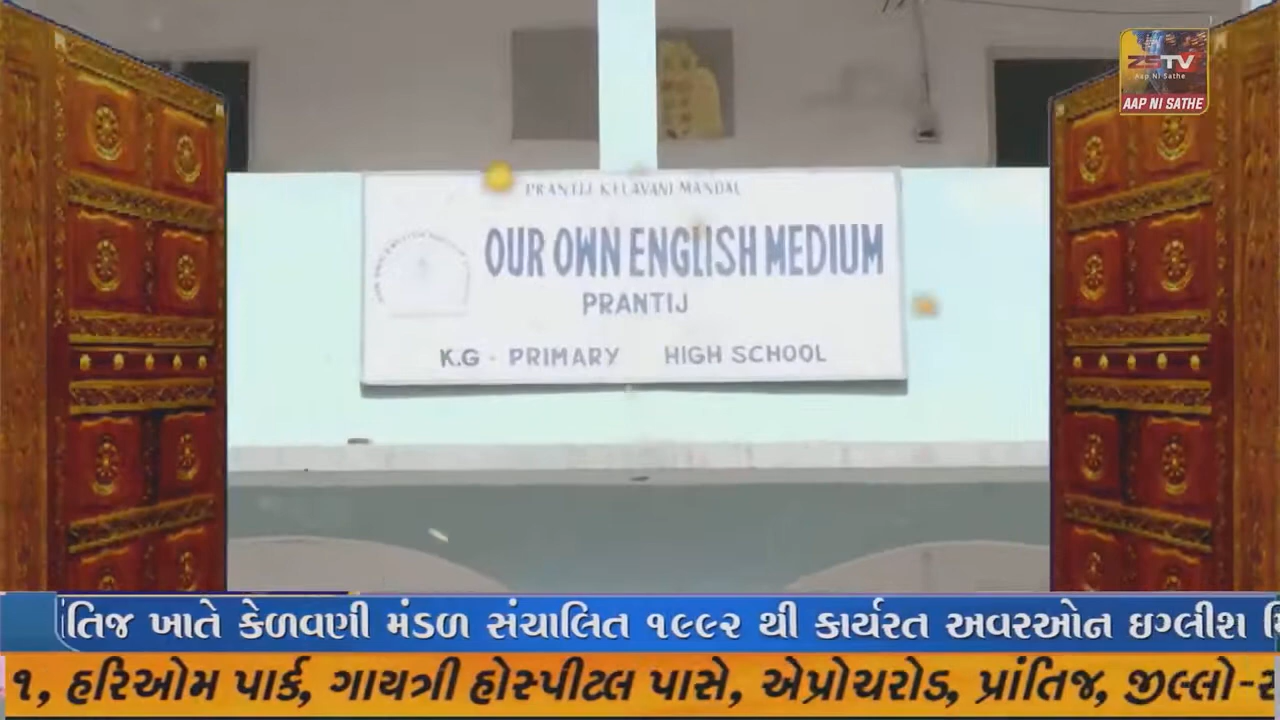 ZSTV
Aap Ni Sathe
AAP NI SATHE
PRANTIJ KELAVANI MANDAL
OUR OWN ENGLISH MEDIUM
PRANTIJ
K.G - PRIMARY HIGH SCHOOL
ંતિજ ખાતે કેળવણી મંડળ સંચાલિત ૧૯૯૨ થી કાર્યરત અવરઓન ઇગ્લીશ મિ
૧, હરિઓમ પાર્ક, ગાયત્રી હોસ્પીટલ પાસે, એપ્રોચરોડ, પ્રાંતિજ, જીલ્લો-સ